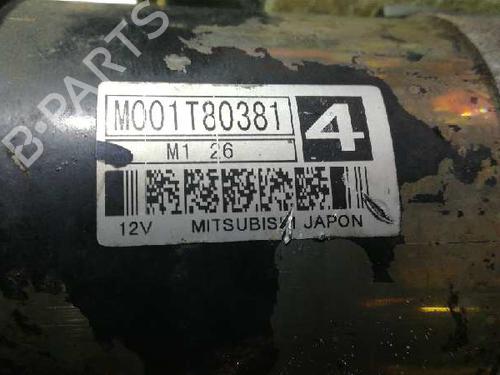 M001T80381
4
M1 26
12V MITSUBISHI JAPON
B-PARTS